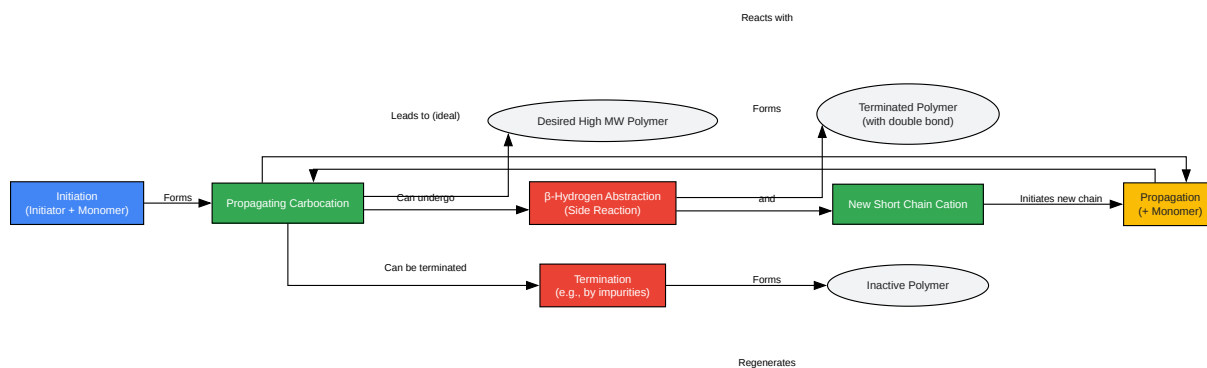 Reacts with
Leads to (ideal)
Desired High MW Polymer
Forms
Terminated Polymer
(with double bond)
Initiation
(Initiator + Monomer)
Forms
Propagating Carbocation
Can undergo
β-Hydrogen Abstraction
(Side Reaction)
and
New Short Chain Cation
Initiates new chain
Propagation
(+ Monomer)
Can be terminated
Termination
(e.g., by impurities)
Forms
Inactive Polymer
Regenerates